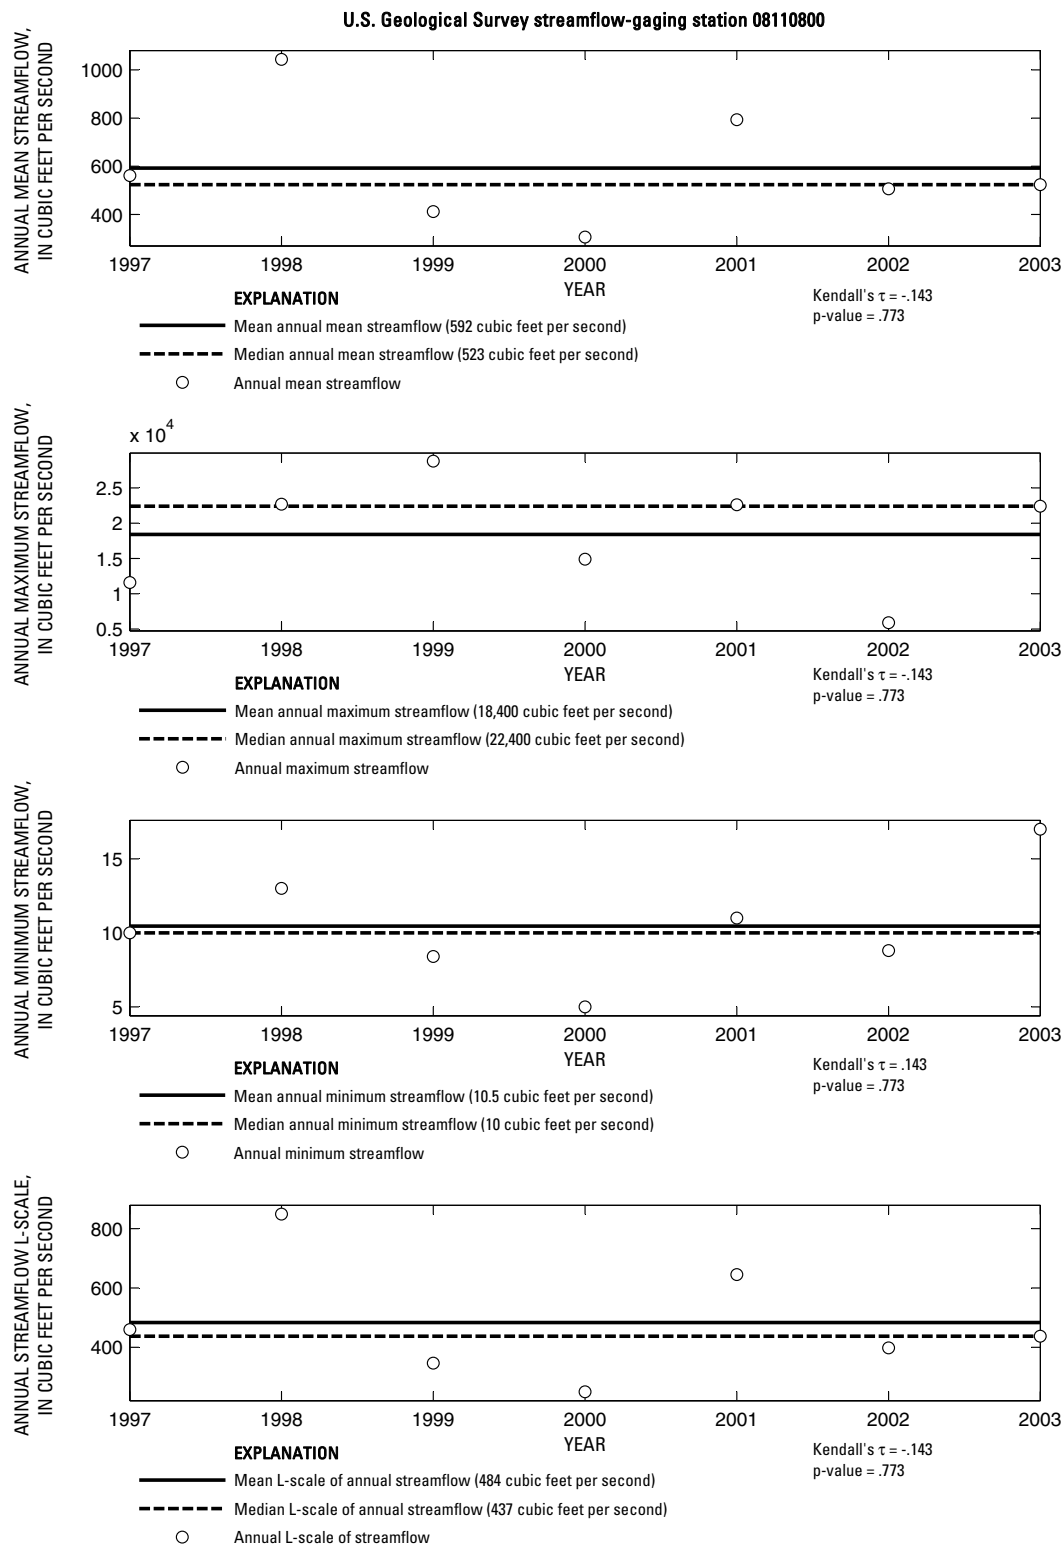 U.S. Geological Survey streamflow-gaging station 08110800
ANNUAL MEAN STREAMFLOW,
IN CUBIC FEET PER SECOND
1000
800
600
400
1997 1998 1999 2000 2001 2002 2003
YEAR
Kendall's τ = -.143
p-value = .773
EXPLANATION
Mean annual mean streamflow (592 cubic feet per second)
Median annual mean streamflow (523 cubic feet per second)
Annual mean streamflow
ANNUAL MAXIMUM STREAMFLOW,
IN CUBIC FEET PER SECOND
x 10^4
2.5
2
1.5
1
0.5
1997 1998 1999 2000 2001 2002 2003
YEAR
Kendall's τ = -.143
p-value = .773
EXPLANATION
Mean annual maximum streamflow (18,400 cubic feet per second)
Median annual maximum streamflow (22,400 cubic feet per second)
Annual maximum streamflow
ANNUAL MINIMUM STREAMFLOW,
IN CUBIC FEET PER SECOND
15
10
5
1997 1998 1999 2000 2001 2002 2003
YEAR
Kendall's τ = .143
p-value = .773
EXPLANATION
Mean annual minimum streamflow (10.5 cubic feet per second)
Median annual minimum streamflow (10 cubic feet per second)
Annual minimum streamflow
ANNUAL STREAMFLOW L-SCALE,
IN CUBIC FEET PER SECOND
800
600
400
1997 1998 1999 2000 2001 2002 2003
YEAR
Kendall's τ = -.143
p-value = .773
EXPLANATION
Mean L-scale of annual streamflow (484 cubic feet per second)
Median L-scale of annual streamflow (437 cubic feet per second)
Annual L-scale of streamflow